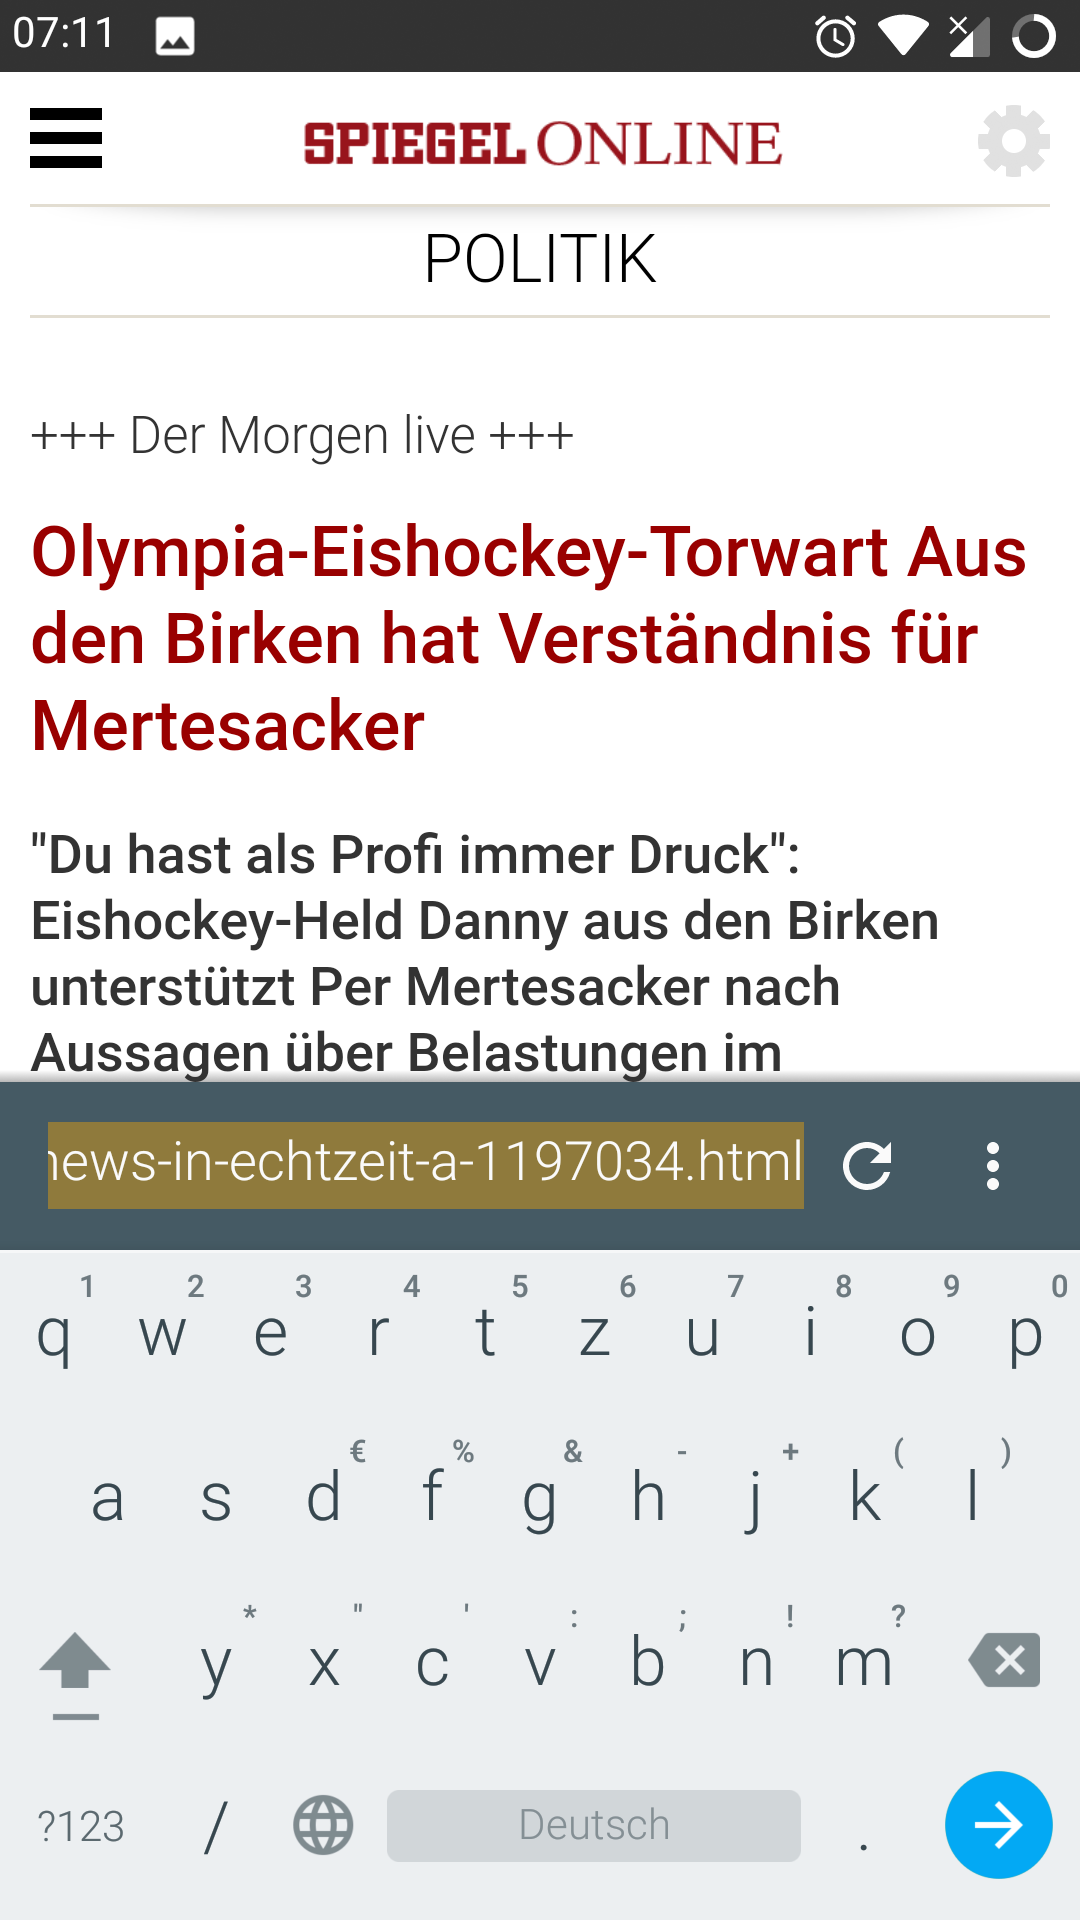 07:11
SPIEGEL ONLINE
POLITIK
+++ Der Morgen live +++
Olympia-Eishockey-Torwart Aus
den Birken hat Verständnis für
Mertesacker
"Du hast als Profi immer Druck":
Eishockey-Held Danny aus den Birken
unterstützt Per Mertesacker nach
Aussagen über Belastungen im
news-in-echtzeit-a-1197034.html
1 2 3 4 5 6 7 8 9 0
q w e r t z u i o p
€ % & - + ( )
a s d f g h j k l
* " ' : ; ! ?
y x c v b n m
?123 / Deutsch .